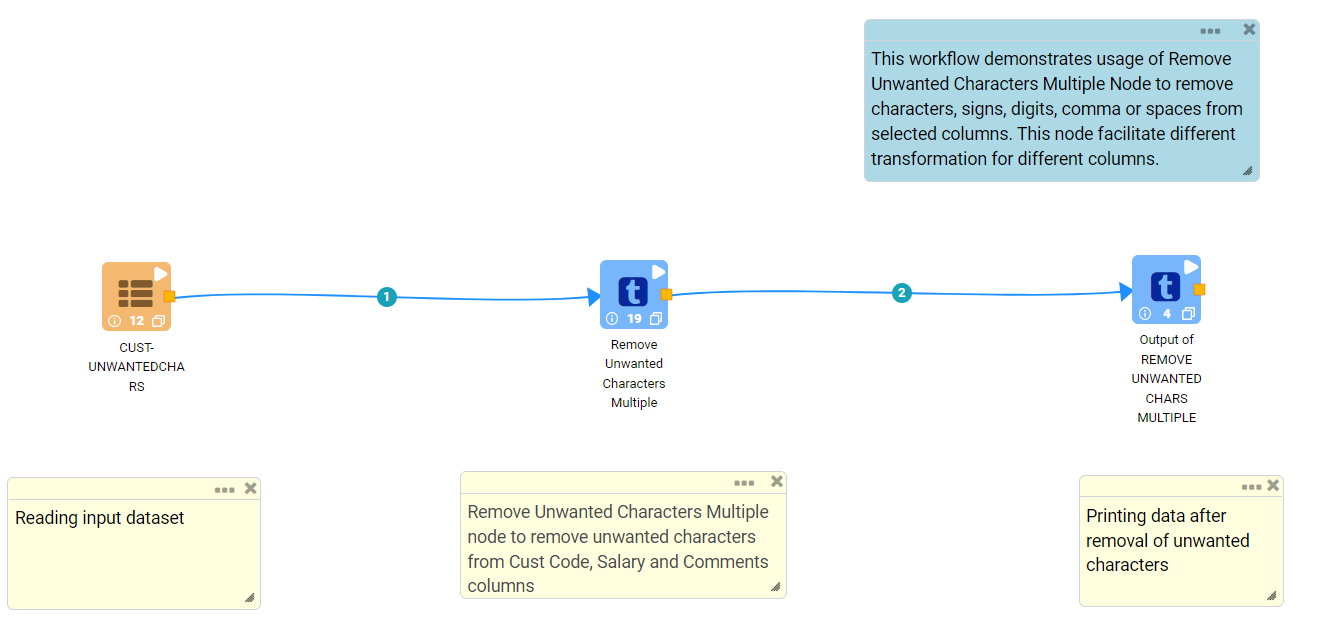 This workflow demonstrates usage of Remove
Unwanted Characters Multiple Node to remove
characters, signs, digits, comma or spaces from
selected columns. This node facilitate different
transformation for different columns.
12
CUST-
UNWANTEDCHA
RS
1
t
19
Remove
Unwanted
Characters
Multiple
2
t
4
Output of
REMOVE
UNWANTED
CHARS
MULTIPLE
Reading input dataset
Remove Unwanted Characters Multiple
node to remove unwanted characters
from Cust Code, Salary and Comments
columns
Printing data after
removal of unwanted
characters